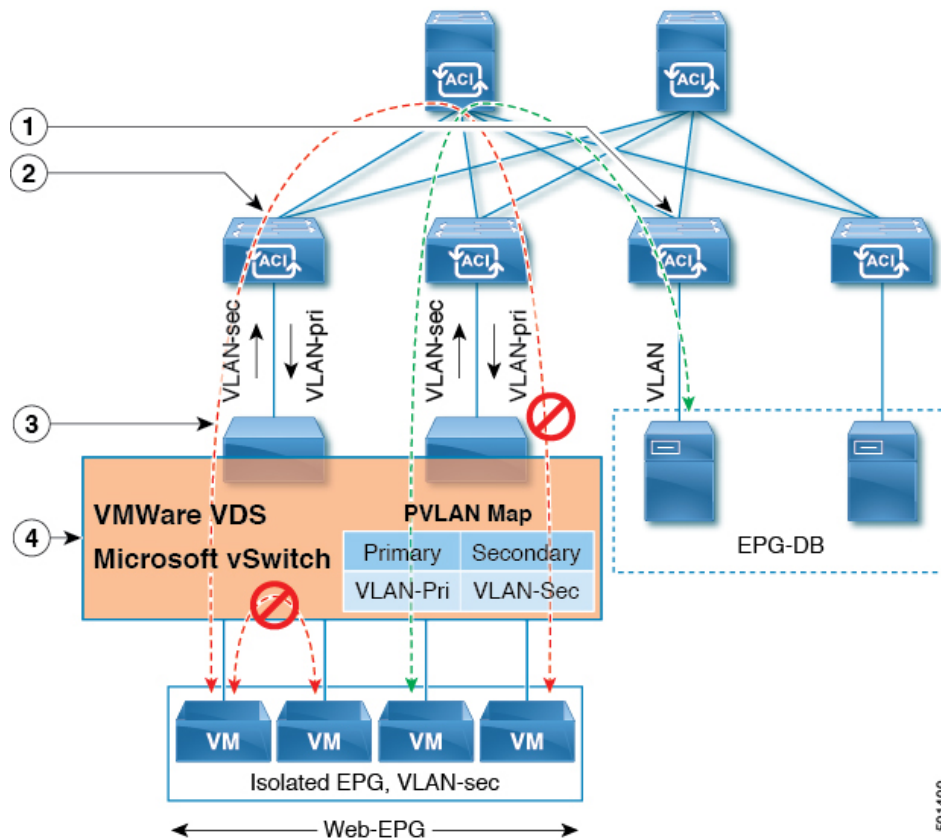 ACI
ACI
1
2
ACI
ACI
ACI
ACI
VLAN-sec
VLAN-pri
VLAN-sec
VLAN-pri
VLAN
3
4
VMWare VDS
Microsoft vSwitch
PVLAN Map
Primary
Secondary
VLAN-Pri
VLAN-Sec
EPG-DB
VM
VM
VM
VM
Isolated EPG, VLAN-sec
Web-EPG